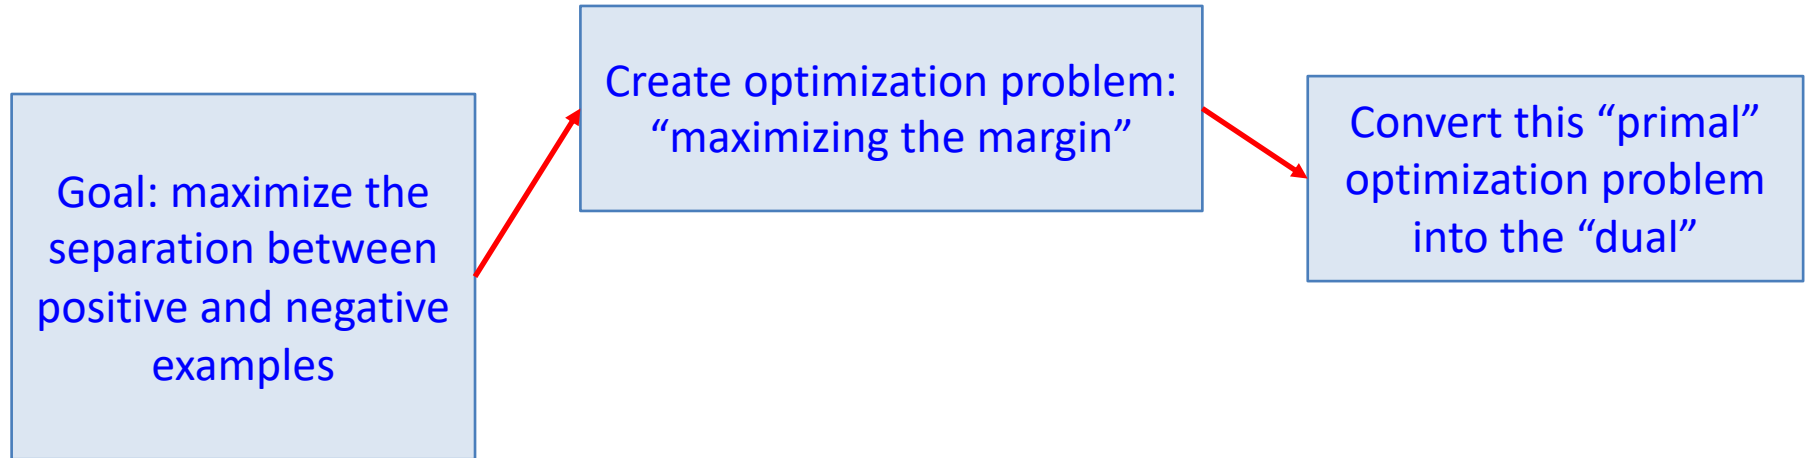 Goal: maximize the
separation between
positive and negative
examples
Create optimization problem:
“maximizing the margin”
Convert this “primal”
optimization problem
into the “dual”